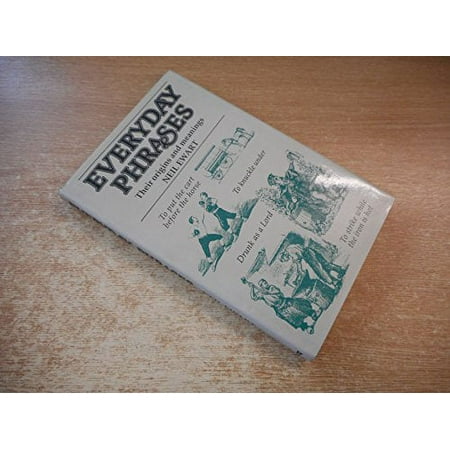 EVERYDAY
PHRASES
Their origins and meanings
NEIL EWART
To put the cart
before the horse
To knuckle under
Drunk as a Lord
To strike while
the iron is hot